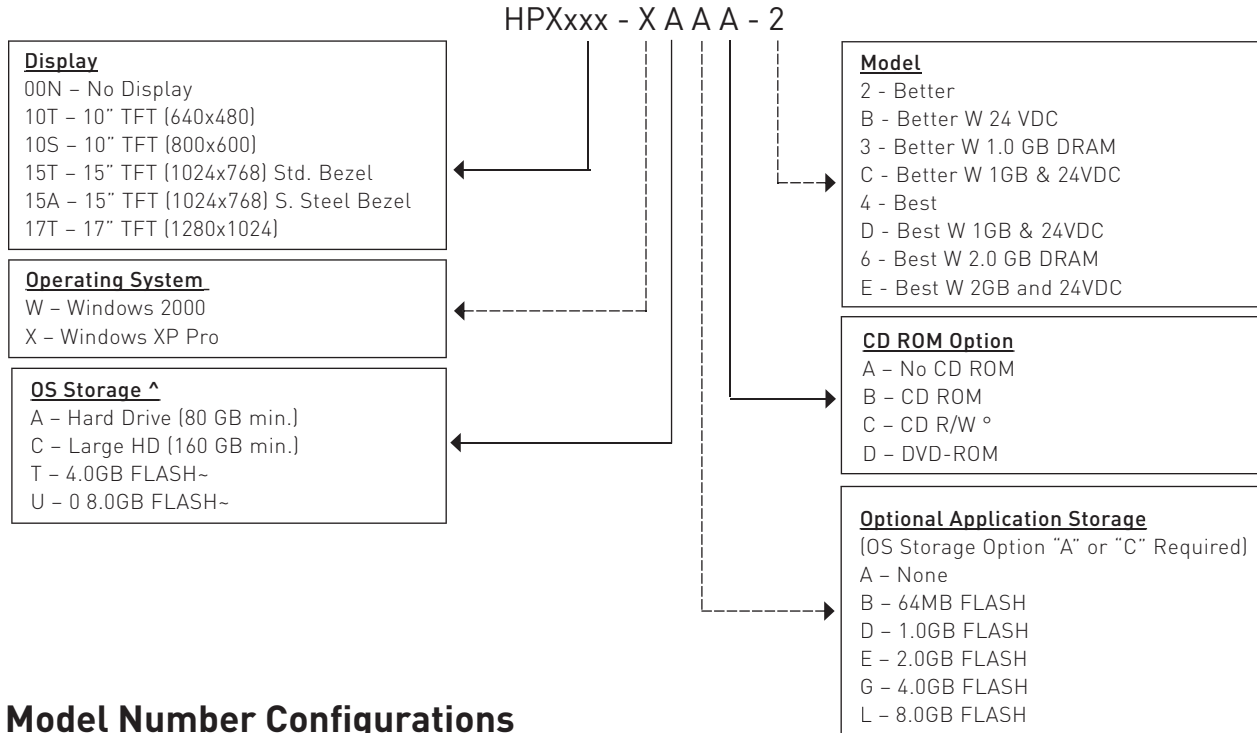 HPXxxx - X A A A - 2
Display
00N – No Display
10T – 10” TFT (640x480)
10S – 10” TFT (800x600)
15T – 15” TFT (1024x768) Std. Bezel
15A – 15” TFT (1024x768) S. Steel Bezel
17T – 17” TFT (1280x1024)
Operating System
W – Windows 2000
X – Windows XP Pro
OS Storage ^
A – Hard Drive (80 GB min.)
C – Large HD (160 GB min.)
T – 4.0GB FLASH~
U – 0 8.0GB FLASH~
Model
2 - Better
B - Better W 24 VDC
3 - Better W 1.0 GB DRAM
C - Better W 1GB & 24VDC
4 - Best
D - Best W 1GB & 24VDC
6 - Best W 2.0 GB DRAM
E - Best W 2GB and 24VDC
CD ROM Option
A – No CD ROM
B – CD ROM
C – CD R/W °
D – DVD-ROM
Optional Application Storage
(OS Storage Option “A” or “C” Required)
A – None
B – 64MB FLASH
D – 1.0GB FLASH
E – 2.0GB FLASH
G – 4.0GB FLASH
L – 8.0GB FLASH
Model Number Configurations